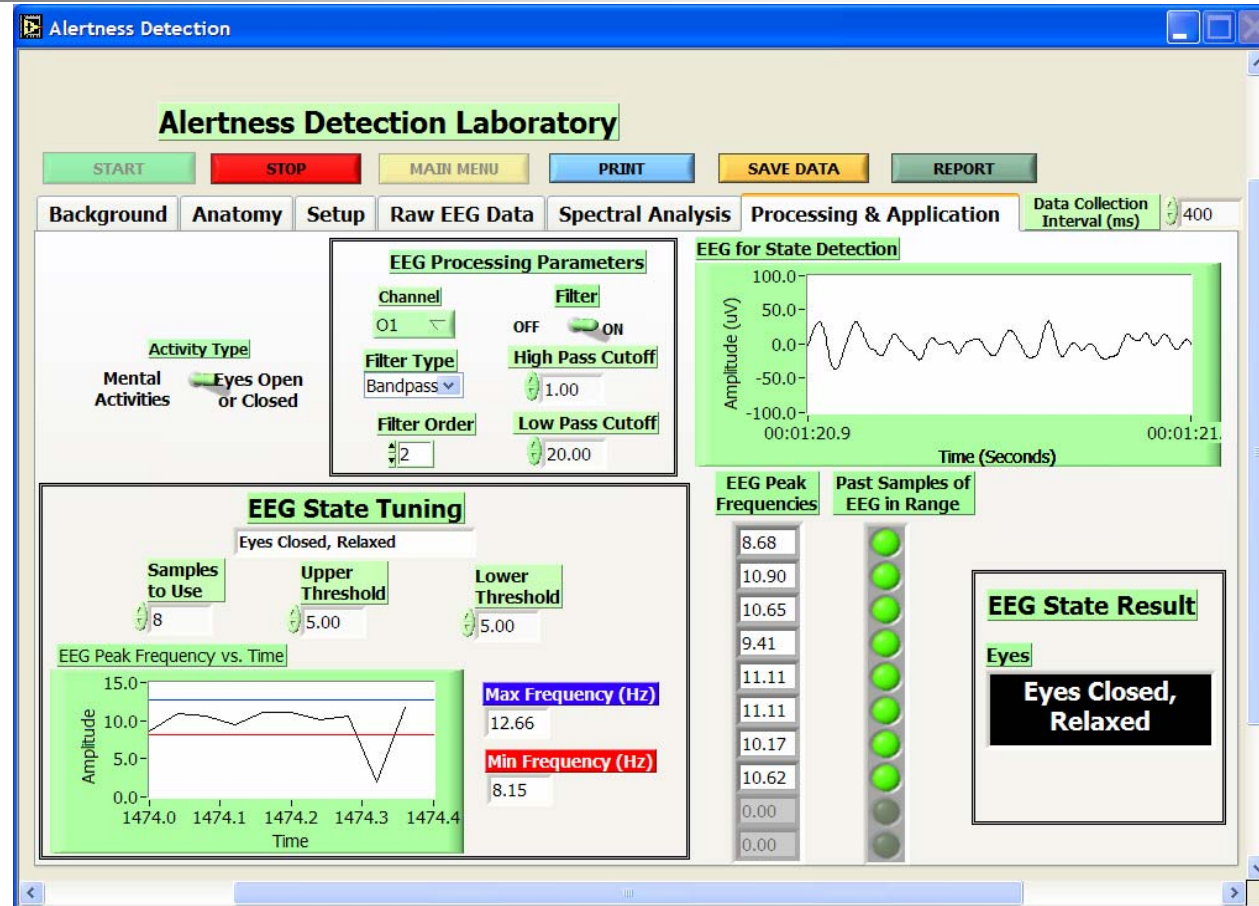 Alertness Detection
Alertness Detection Laboratory
START
STOP
MAIN MENU
PRINT
SAVE DATA
REPORT
Background
Anatomy
Setup
Raw EEG Data
Spectral Analysis
Processing & Application
Data Collection
Interval (ms)
400
Activity Type
Mental
Activities
Eyes Open
or Closed
EEG Processing Parameters
Channel
O1
Filter
OFF
ON
Filter Type
Bandpass
High Pass Cutoff
1.00
Filter Order
2
Low Pass Cutoff
20.00
EEG for State Detection
Amplitude (uV)
100.0
50.0
0.0
-50.0
-100.0
00:01:20.9
00:01:21.
Time (Seconds)
EEG State Tuning
Eyes Closed, Relaxed
Samples
to Use
8
Upper
Threshold
5.00
Lower
Threshold
5.00
EEG Peak Frequency vs. Time
Amplitude
15.0
10.0
5.0
0.0
1474.0
1474.1
1474.2
1474.3
1474.4
Time
Max Frequency (Hz)
12.66
Min Frequency (Hz)
8.15
EEG Peak
Frequencies
Past Samples of
EEG in Range
8.68
10.90
10.65
9.41
11.11
11.11
10.17
10.62
0.00
0.00
EEG State Result
Eyes
Eyes Closed,
Relaxed